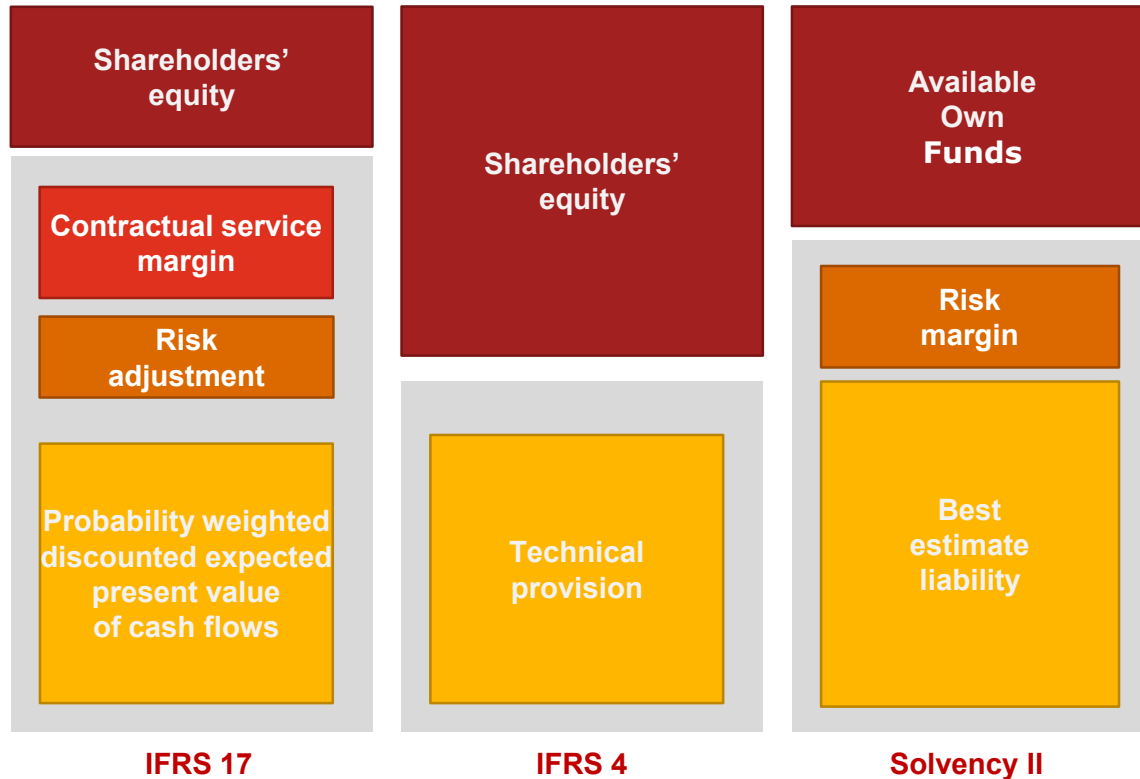 Shareholders’
equity
Contractual service
margin
Risk
adjustment
Probability weighted
discounted expected
present value
of cash flows
IFRS 17
Shareholders’
equity
Technical
provision
IFRS 4
Available
Own
Funds
Risk
margin
Best
estimate
liability
Solvency II